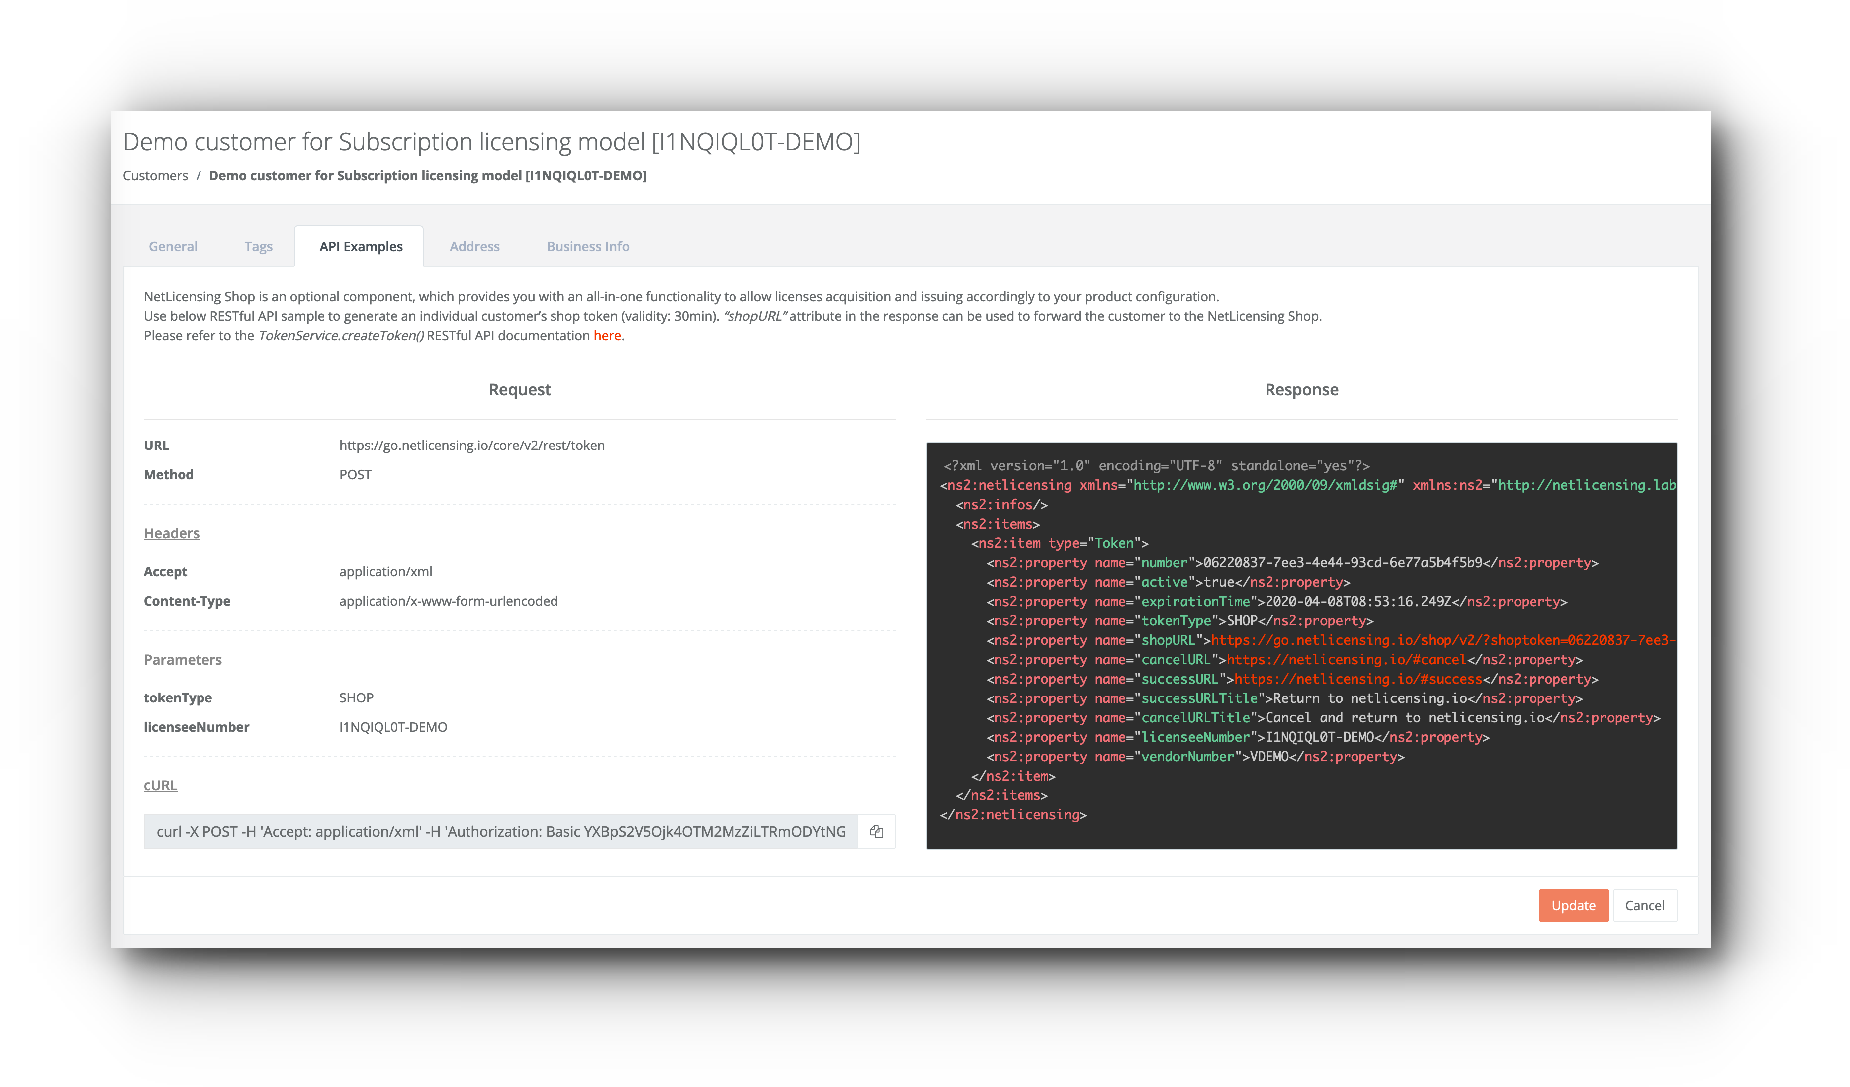 Demo customer for Subscription licensing model [I1NQIQL0T-DEMO]
Customers / Demo customer for Subscription licensing model [I1NQIQL0T-DEMO]
General Tags API Examples Address Business Info
NetLicensing Shop is an optional component, which provides you with an all-in-one functionality to allow licenses acquisition and issuing accordingly to your product configuration.
Use below RESTful API sample to generate an individual customer's shop token (validity: 30min). "shopURL" attribute in the response can be used to forward the customer to the NetLicensing Shop.
Please refer to the TokenService.createToken() RESTful API documentation here.
Request
URL https://go.netlicensing.io/core/v2/rest/token
Method POST
Headers
Accept application/xml
Content-Type application/x-www-form-urlencoded
Parameters
tokenType SHOP
licenseeNumber I1NQIQL0T-DEMO
cURL
curl -X POST -H 'Accept: application/xml' -H 'Authorization: Basic YXBpS2V5Ojk4OTM2MzZiLTRmODYtNG
Response
<?xml version="1.0" encoding="UTF-8" standalone="yes"?>
<ns2:netlicensing xmlns="http://www.w3.org/2000/09/xmldsig#" xmlns:ns2="http://netlicensing.lab
<ns2:infos/>
<ns2:items>
<ns2:item type="Token">
<ns2:property name="number">06220837-7ee3-4e44-93cd-6e77a5b4f5b9</ns2:property>
<ns2:property name="active">true</ns2:property>
<ns2:property name="expirationTime">2020-04-08T08:53:16.249Z</ns2:property>
<ns2:property name="tokenType">SHOP</ns2:property>
<ns2:property name="shopURL">https://go.netlicensing.io/shop/v2/?shoptoken=06220837-7ee3-
<ns2:property name="cancelURL">https://netlicensing.io/#cancel</ns2:property>
<ns2:property name="successURL">https://netlicensing.io/#success</ns2:property>
<ns2:property name="successURLTitle">Return to netlicensing.io</ns2:property>
<ns2:property name="cancelURLTitle">Cancel and return to netlicensing.io</ns2:property>
<ns2:property name="licenseeNumber">I1NQIQL0T-DEMO</ns2:property>
<ns2:property name="vendorNumber">VDEMO</ns2:property>
</ns2:item>
</ns2:items>
</ns2:netlicensing>
Update Cancel